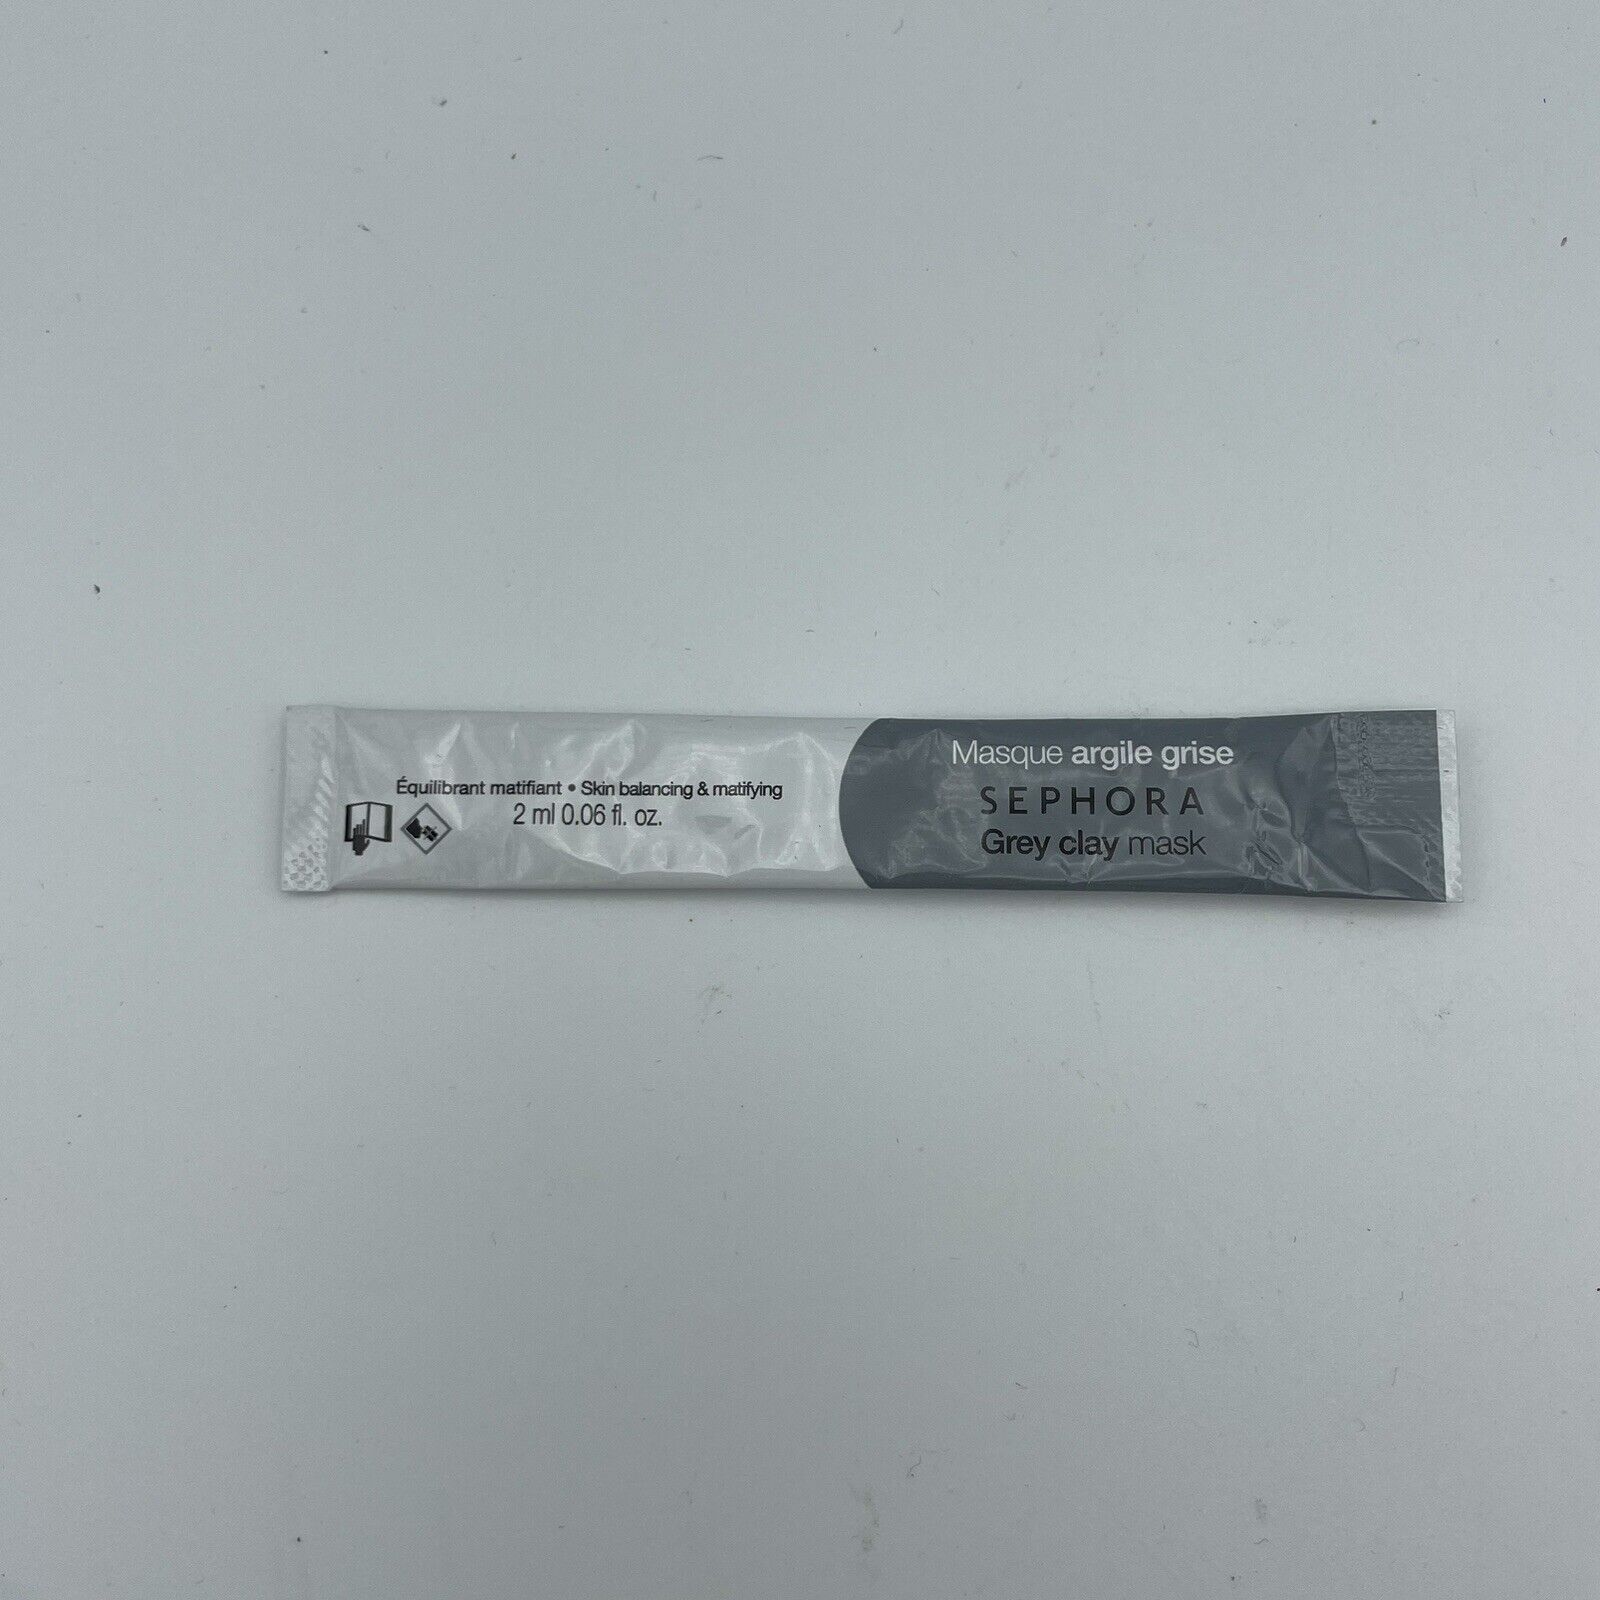 Équilibrant matifiant • Skin balancing & matifying
2 ml 0.06 fl. oz.
Masque argile grise
SEPHORA
Grey clay mask